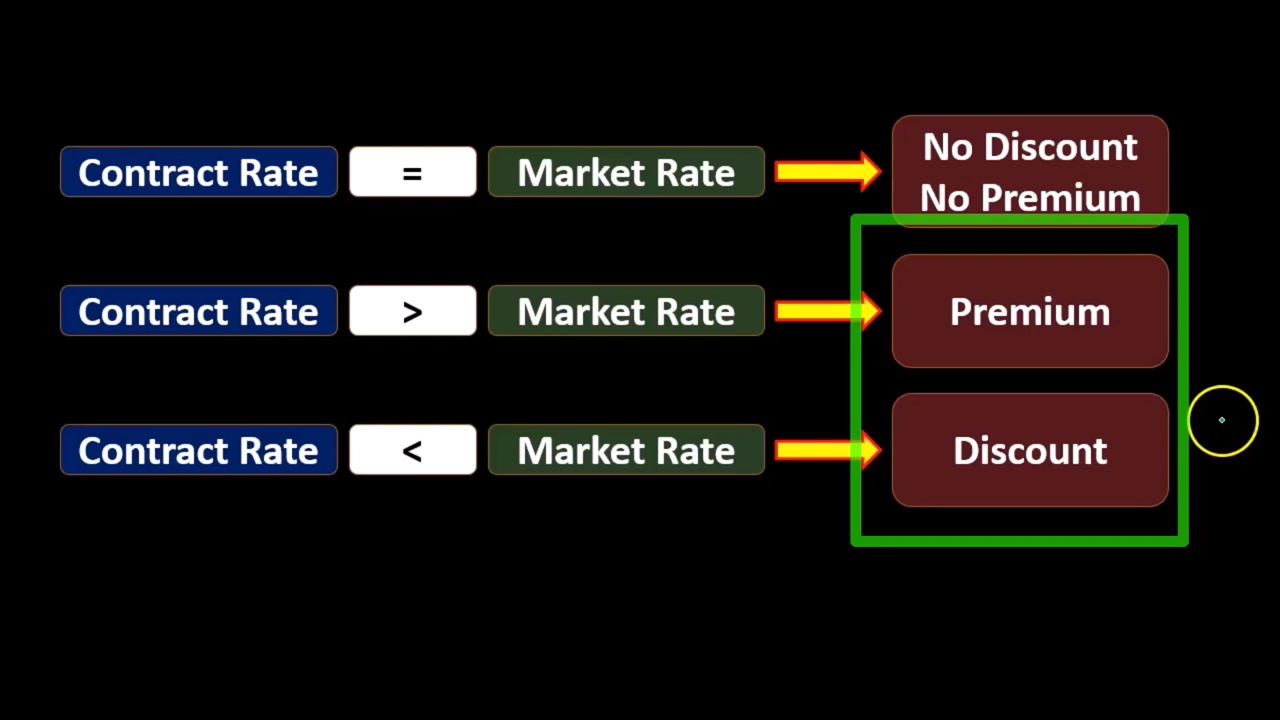 Contract Rate = Market Rate No Discount
No Premium
Contract Rate > Market Rate Premium
Contract Rate < Market Rate Discount